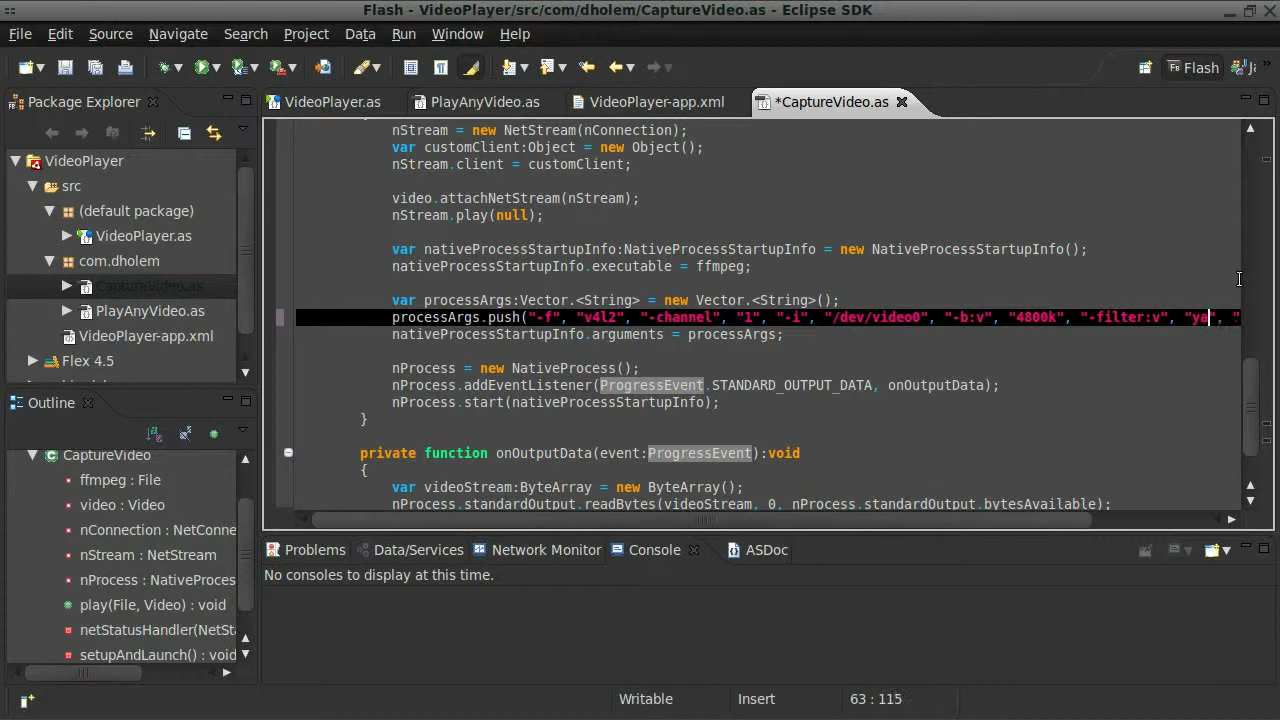 Flash - VideoPlayer/src/com/dholem/CaptureVideo.as - Eclipse SDK
File Edit Source Navigate Search Project Data Run Window Help
Flash
Package Explorer
VideoPlayer
src
(default package)
VideoPlayer.as
com.dholem
CaptureVideo.as
PlayAnyVideo.as
VideoPlayer-app.xml
Flex 4.5
Outline
CaptureVideo
ffmpeg : File
video : Video
nConnection : NetConne
nStream : NetStream
nProcess : NativeProces
play(File, Video) : void
netStatusHandler(NetSta
setupAndLaunch() : void
VideoPlayer.as PlayAnyVideo.as VideoPlayer-app.xml *CaptureVideo.as
nStream = new NetStream(nConnection);
var customClient:Object = new Object();
nStream.client = customClient;
video.attachNetStream(nStream);
nStream.play(null);
var nativeProcessStartupInfo:NativeProcessStartupInfo = new NativeProcessStartupInfo();
nativeProcessStartupInfo.executable = ffmpeg;
var processArgs:Vector.<String> = new Vector.<String>();
processArgs.push("-f", "v4l2", "-channel", "1", "-i", "/dev/video0", "-b:v", "4800k", "-filter:v", "ya", "
nativeProcessStartupInfo.arguments = processArgs;
nProcess = new NativeProcess();
nProcess.addEventListener(ProgressEvent.STANDARD_OUTPUT_DATA, onOutputData);
nProcess.start(nativeProcessStartupInfo);
}
private function onOutputData(event:ProgressEvent):void
{
var videoStream:ByteArray = new ByteArray();
nProcess.standardOutput.readBytes(videoStream, 0, nProcess.standardOutput.bytesAvailable);
Problems Data/Services Network Monitor Console ASDoc
No consoles to display at this time.
Writable Insert 63 : 115